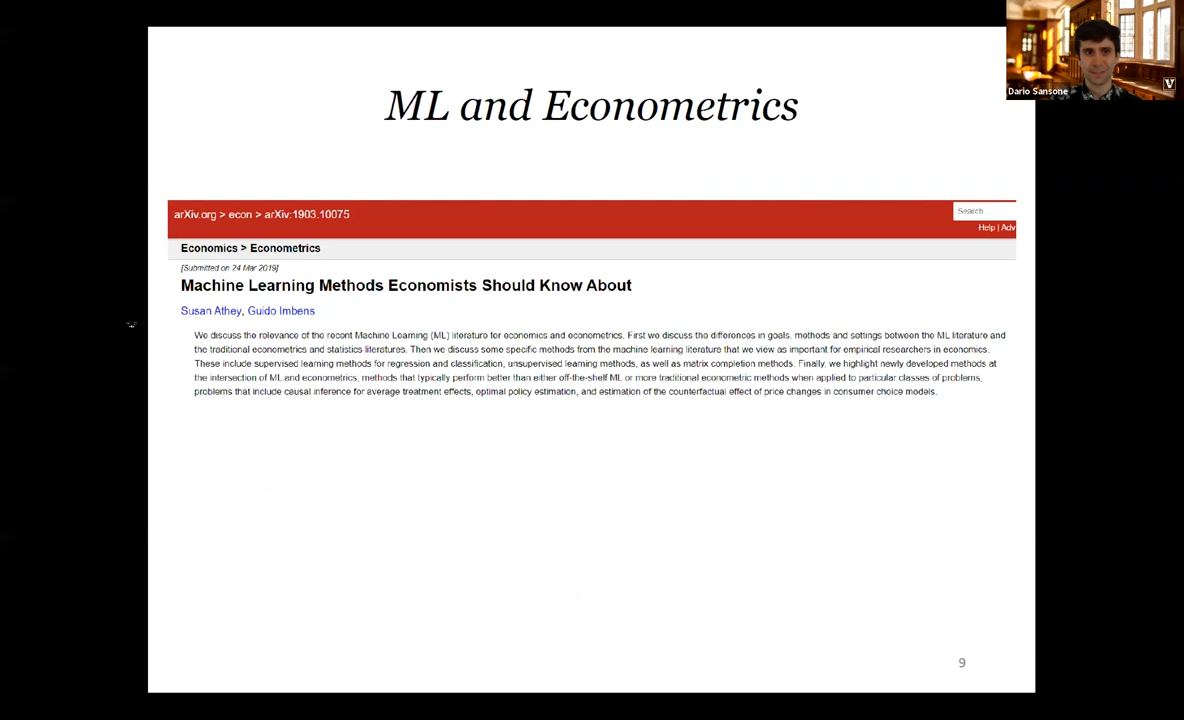 ML and Econometrics
Dario Sansone
V
arXiv.org > econ > arXiv:1903.10075
Search...
Help | Adv
Economics > Econometrics
[Submitted on 24 Mar 2019]
Machine Learning Methods Economists Should Know About
Susan Athey, Guido Imbens
We discuss the relevance of the recent Machine Learning (ML) literature for economics and econometrics. First we discuss the differences in goals, methods and settings between the ML literature and
the traditional econometrics and statistics literatures. Then we discuss some specific methods from the machine learning literature that we view as important for empirical researchers in economics.
These include supervised learning methods for regression and classification, unsupervised learning methods, as well as matrix completion methods. Finally, we highlight newly developed methods at
the intersection of ML and econometrics, methods that typically perform better than either off-the-shelf ML or more traditional econometric methods when applied to particular classes of problems,
problems that include causal inference for average treatment effects, optimal policy estimation, and estimation of the counterfactual effect of price changes in consumer choice models.
9